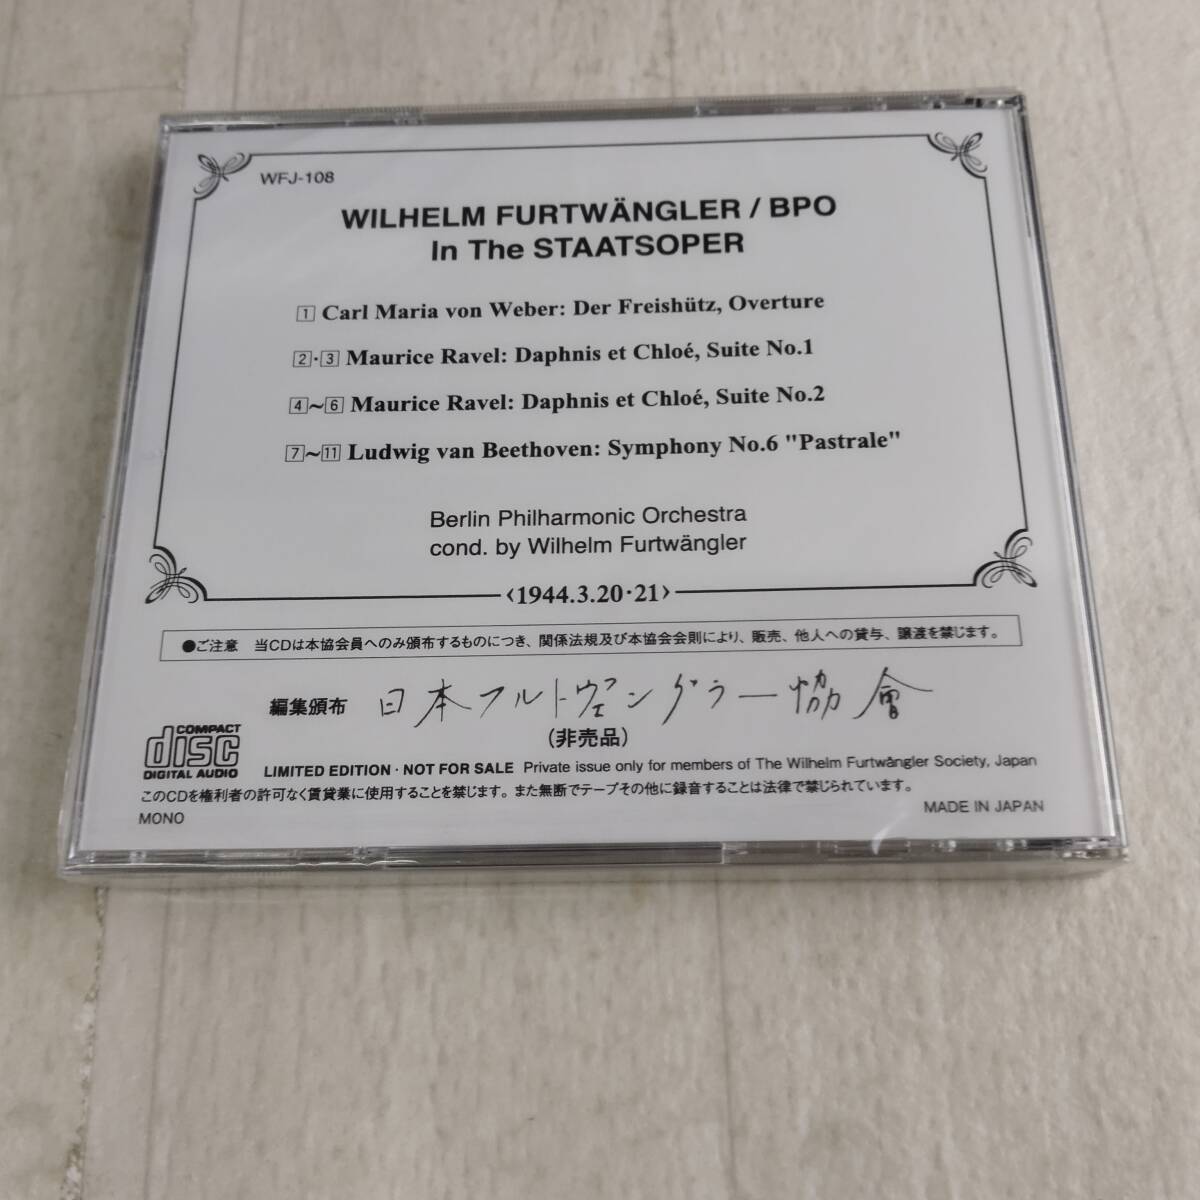 WFJ-108
WILHELM FURTWÄNGLER / BPO
In The STAATSOPER
1 Carl Maria von Weber: Der Freishütz, Overture
2・3 Maurice Ravel: Daphnis et Chloé, Suite No.1
4〜6 Maurice Ravel: Daphnis et Chloé, Suite No.2
7〜11 Ludwig van Beethoven: Symphony No.6 "Pastrale"
Berlin Philharmonic Orchestra
cond. by Wilhelm Furtwängler
〈1944.3.20・21〉
●ご注意 当CDは本協会員へのみ頒布するものにつき、関係法規及び本協会会則により、販売、他人への貸与、譲渡を禁じます。
編集頒布 日本フルトヴェングラー協會
(非売品)
COMPACT
disc
DIGITAL AUDIO
LIMITED EDITION · NOT FOR SALE Private issue only for members of The Wilhelm Furtwângler Society, Japan
このCDを権利者の許可なく賃貸業に使用することを禁じます。また無断でテープその他に録音することは法律で禁じられています。
MONO
MADE IN JAPAN